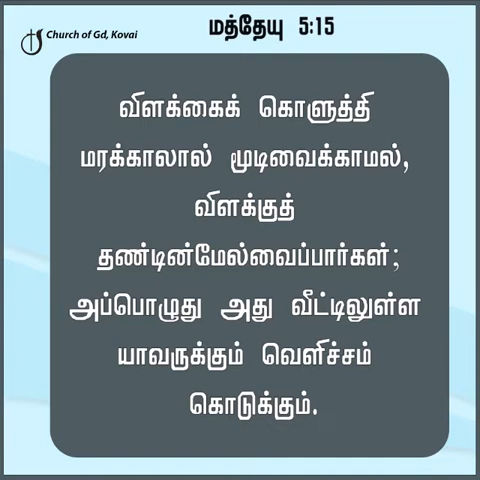 மத்தேயு 5:15
Church of Gd, Kovai
விளக்கைக் கொளுத்தி
மரக்காலால் மூடிவைக்காமல்,
விளக்குத்
தண்டின்மேல்வைப்பார்கள்;
அப்பொழுது அது வீட்டிலுள்ள
யாவருக்கும் வெளிச்சம்
கொடுக்கும்.